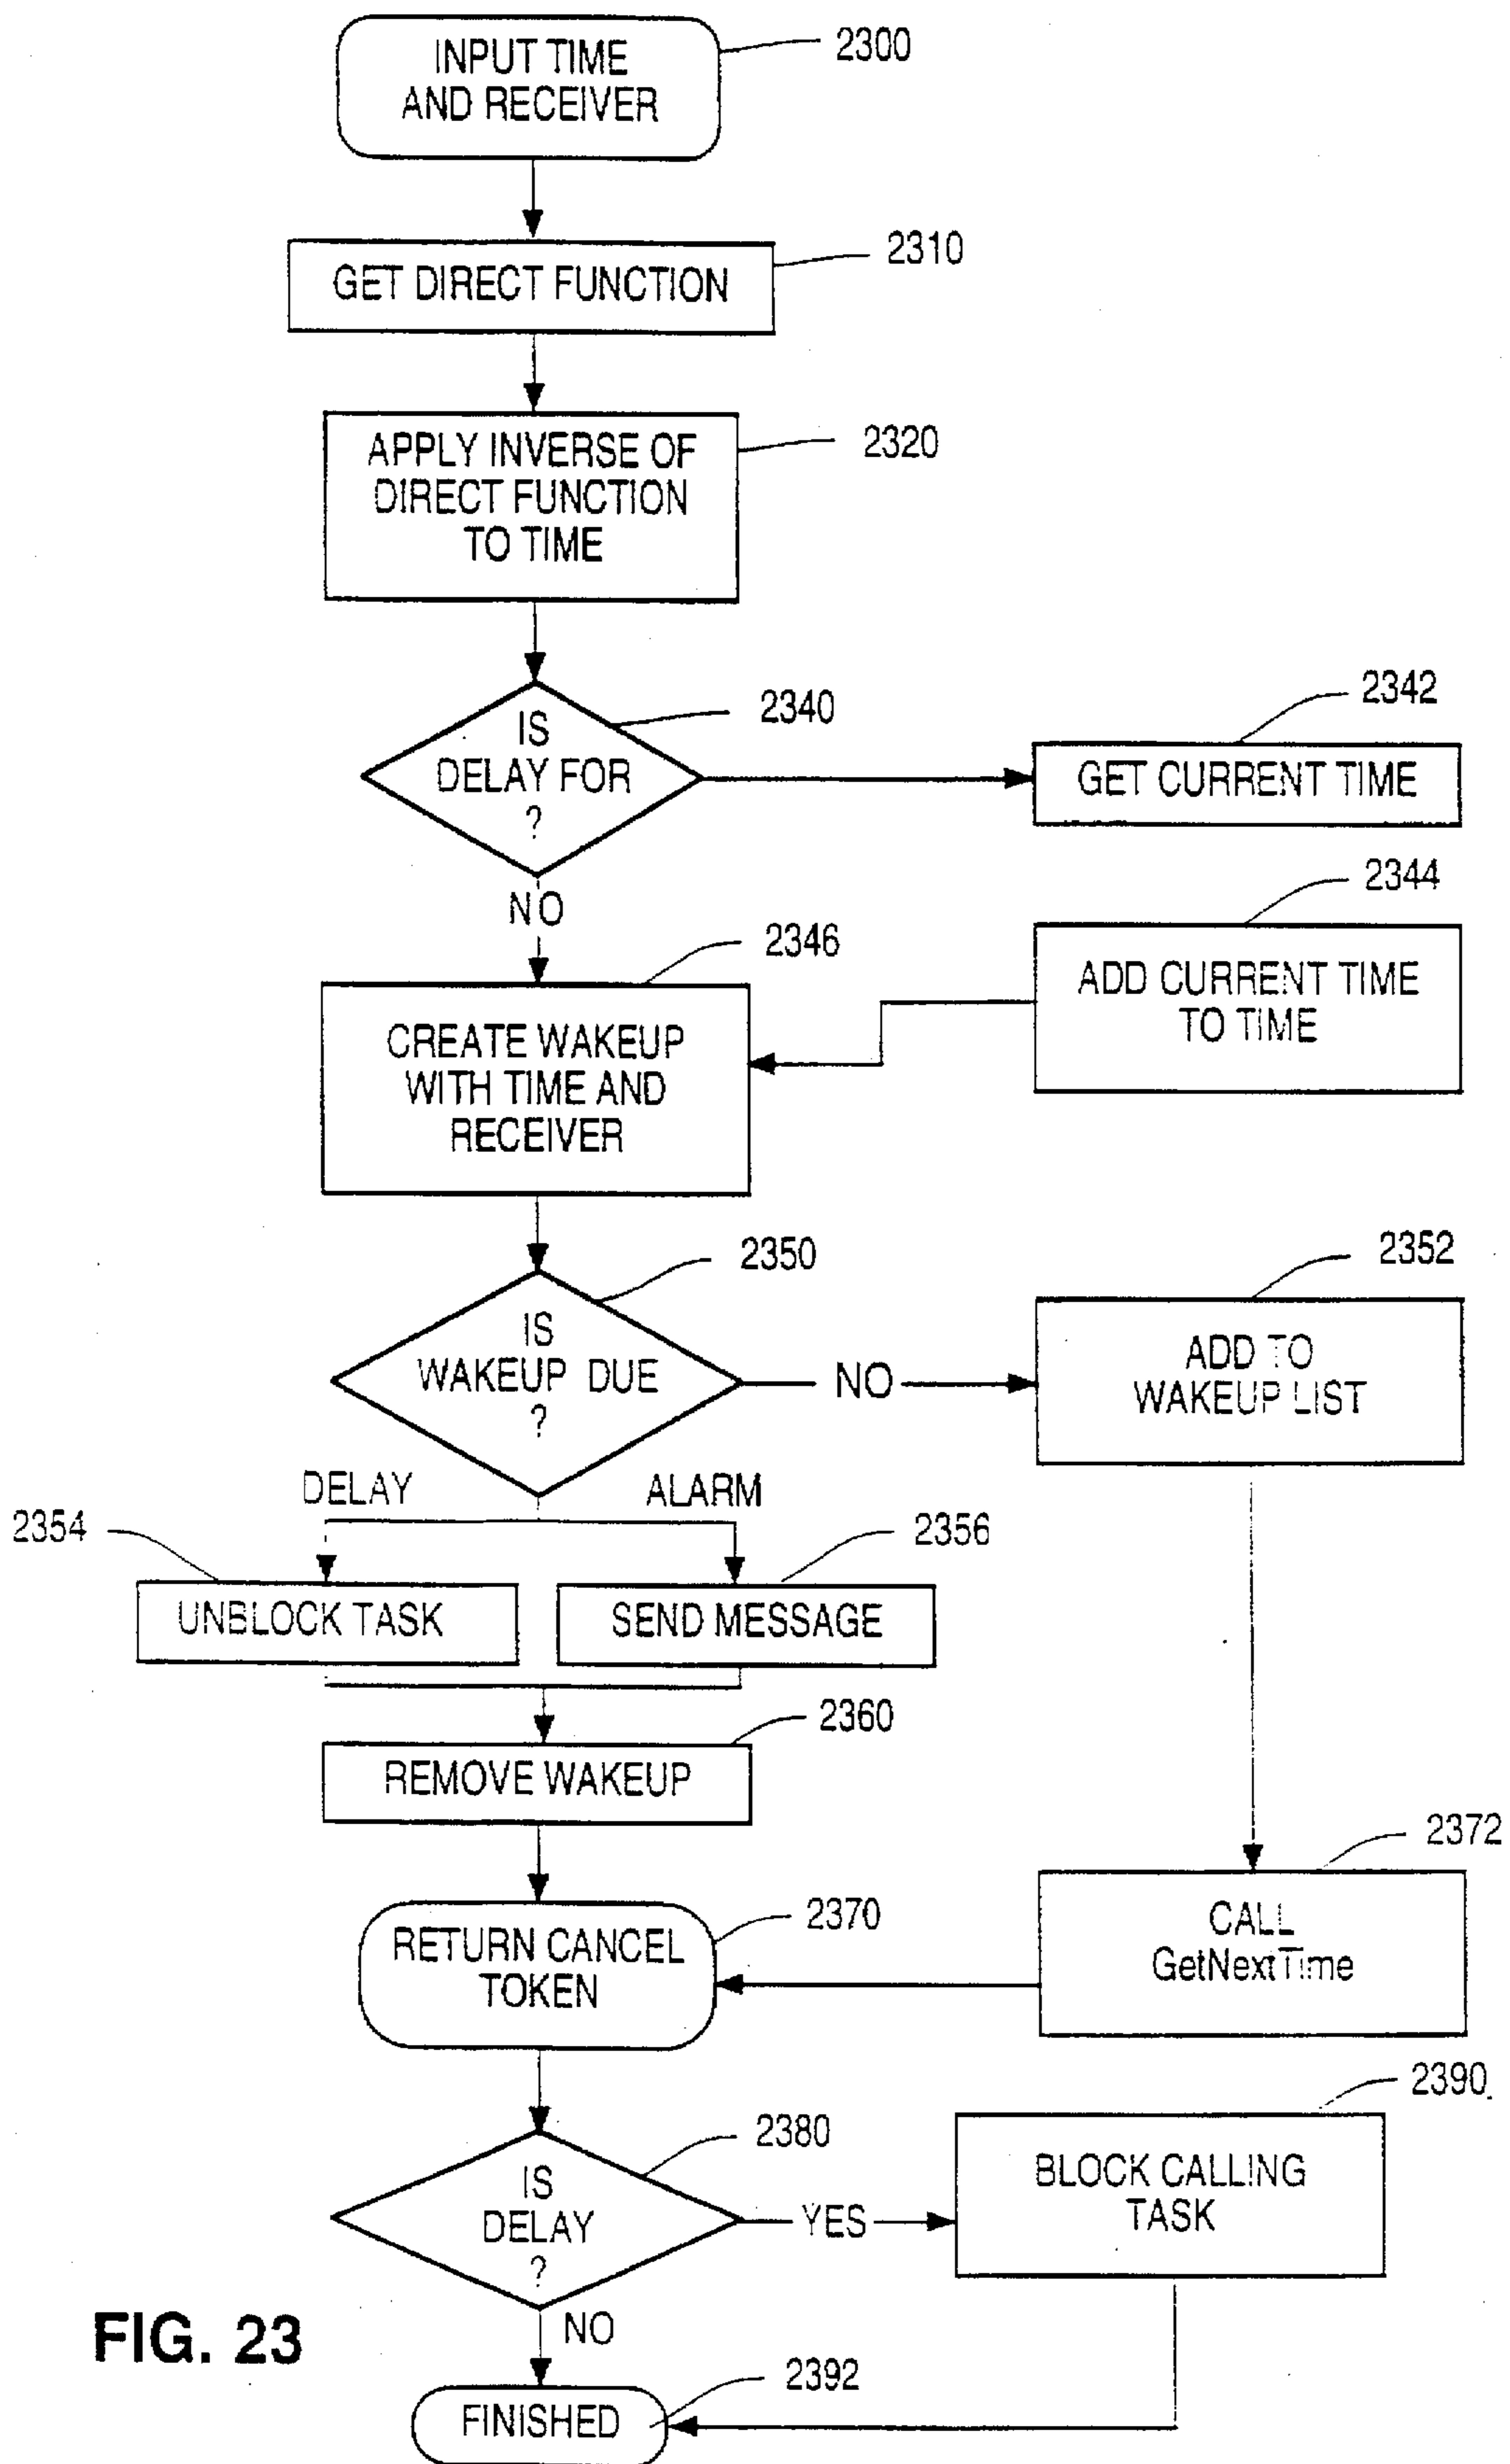 INPUT TIME
AND RECEIVER
2300
GET DIRECT FUNCTION
2310
APPLY INVERSE OF
DIRECT FUNCTION
TO TIME
2320
IS
DELAY FOR
?
2340
2342
GET CURRENT TIME
NO
2344
ADD CURRENT TIME
TO TIME
2346
CREATE WAKEUP
WITH TIME AND
RECEIVER
2350
IS
WAKEUP DUE
?
NO
2352
ADD TO
WAKEUP LIST
DELAY
ALARM
2354
2356
UNBLOCK TASK
SEND MESSAGE
2360
REMOVE WAKEUP
2372
CALL
GetNextTime
2370
RETURN CANCEL
TOKEN
2380
IS
DELAY
?
YES
2390
BLOCK CALLING
TASK
NO
2392
FINISHED
FIG. 23